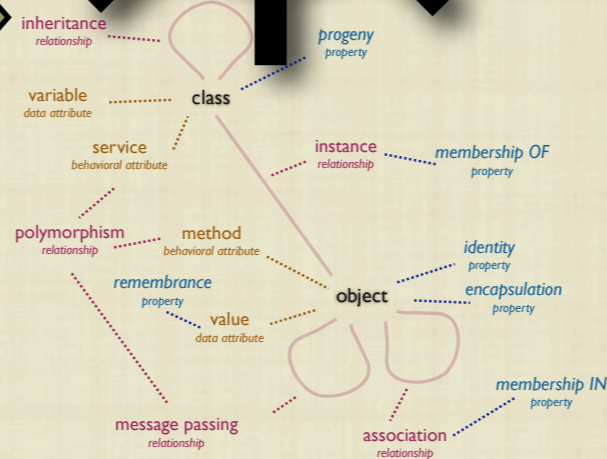 inheritance
relationship
progeny
property
variable
data attribute
class
service
behavioral attribute
instance
relationship
membership OF
property
polymorphism
relationship
method
behavioral attribute
identity
property
remembrance
property
object
encapsulation
property
value
data attribute
membership IN
property
message passing
relationship
association
relationship